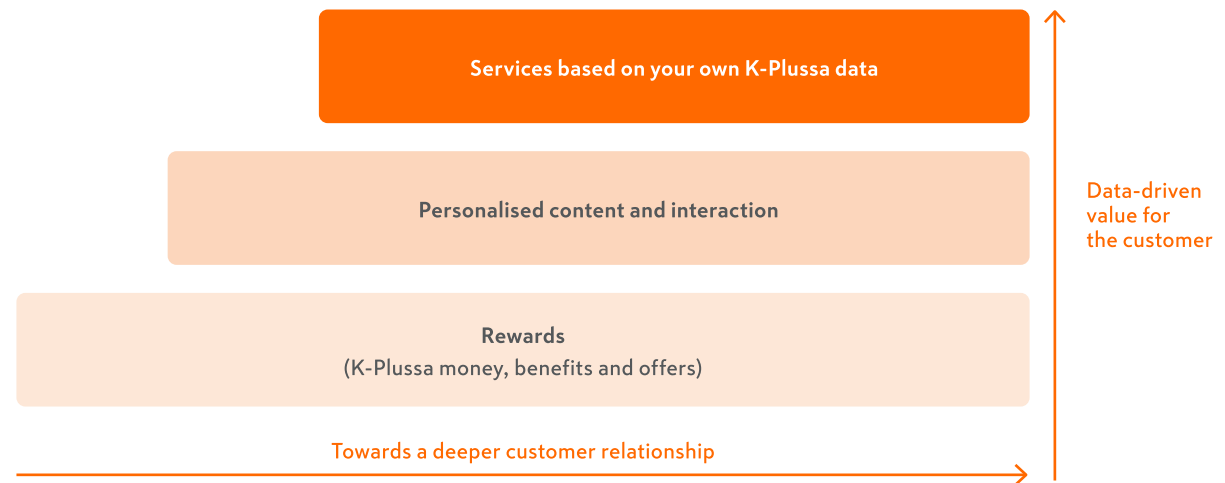 Services based on your own K-Plussa data
Personalised content and interaction
Data-driven
value for
the customer
Rewards
(K-Plussa money, benefits and offers)
Towards a deeper customer relationship